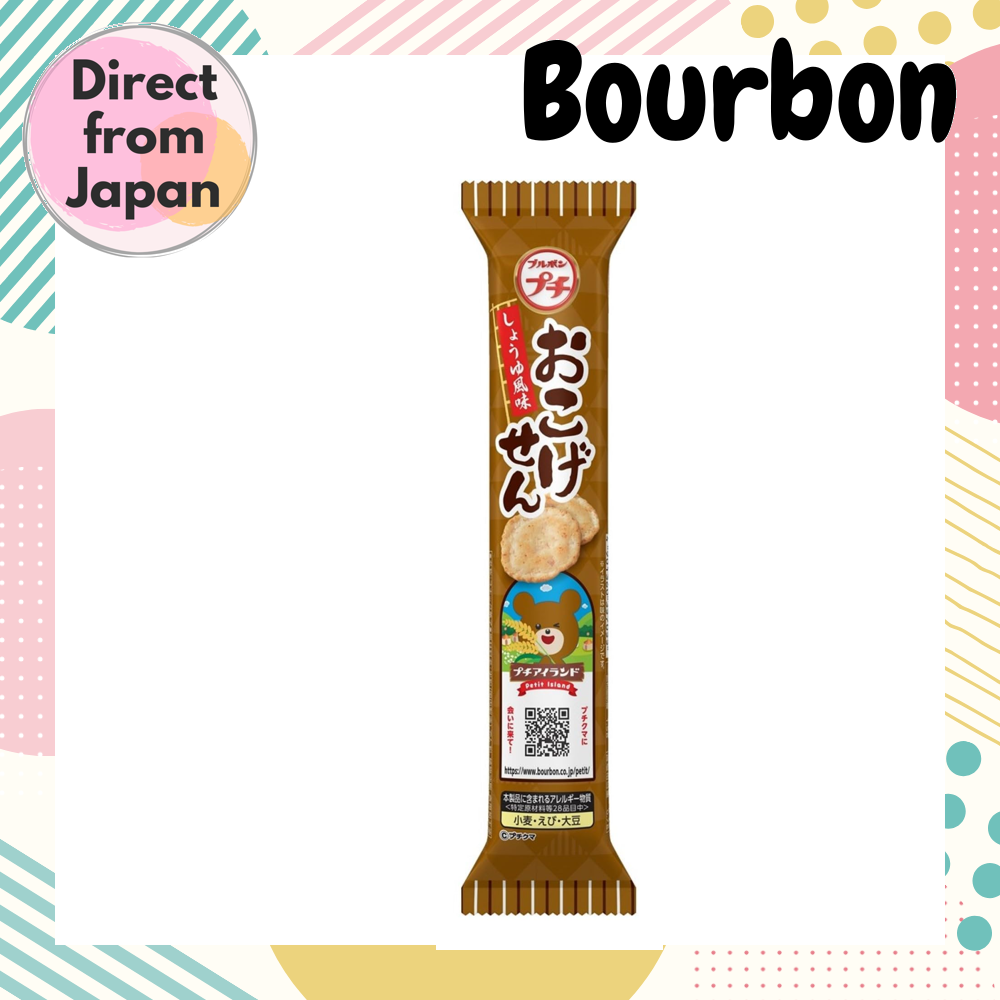 Direct
from
Japan
Bourbon
ブルボン
プチ
しょうゆ風味
おこげ
せん
プチアイランド
Petit Island
プチクマに
会いに来て!
https://www.bourbon.co.jp/petit/
本製品に含まれるアレルギー物質
<特定原材料等28品目中>
小麦・えび・大豆
©プチクマ